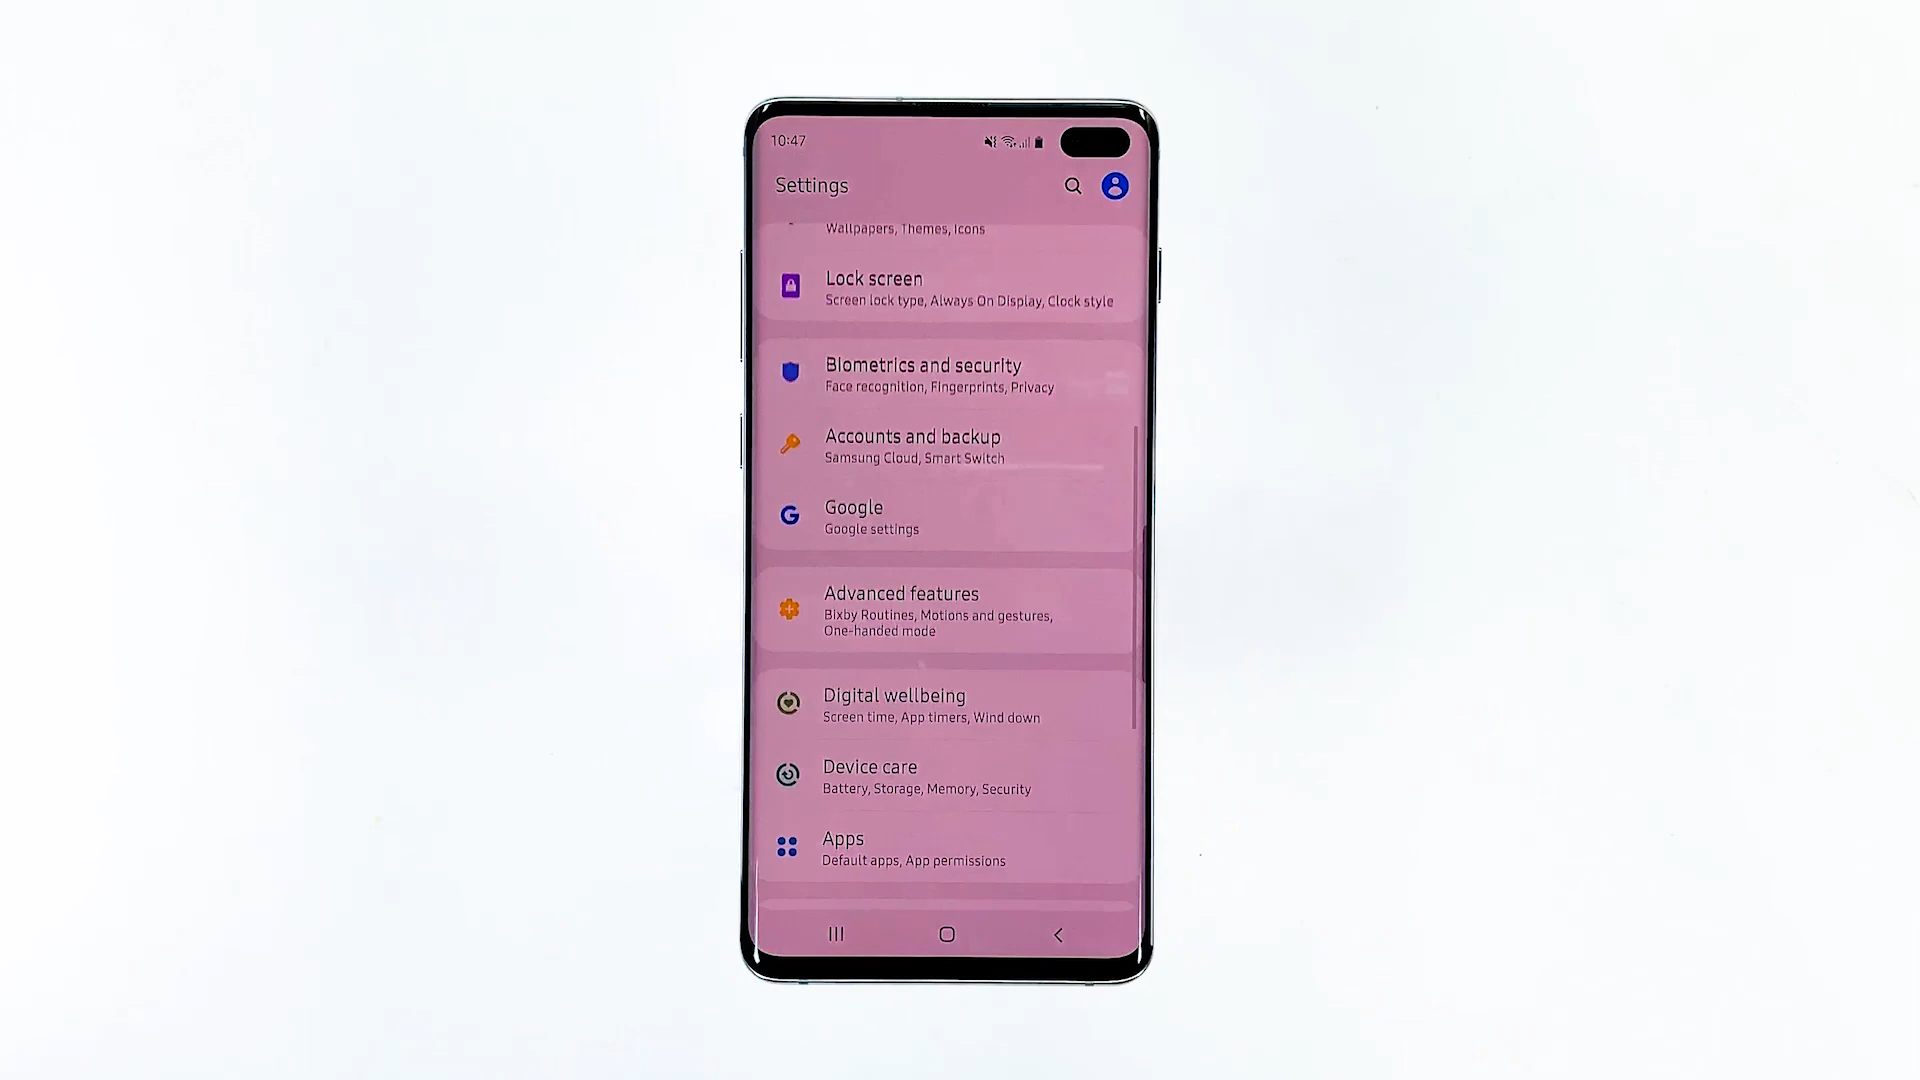 10:47
Settings
Wallpapers, Themes, Icons
Lock screen
Screen lock type, Always On Display, Clock style
Biometrics and security
Face recognition, Fingerprints, Privacy
Accounts and backup
Samsung Cloud, Smart Switch
Google
Google settings
Advanced features
Bixby Routines, Motions and gestures,
One-handed mode
Digital wellbeing
Screen time, App timers, Wind down
Device care
Battery, Storage, Memory, Security
Apps
Default apps, App permissions